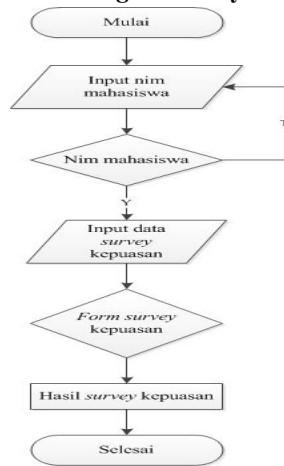 Mulai
Input nim
mahasiswa
Nim mahasiswa
Y
Input data
survey
kepuasan
Form survey
kepuasan
Hasil survey kepuasan
Selesai